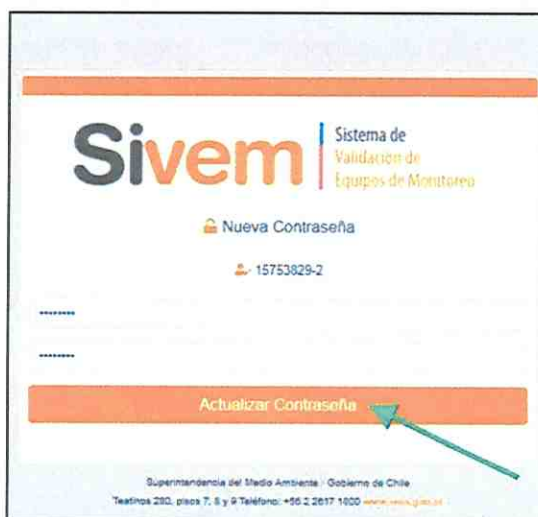 Sivem
Sistema de
Validación de
Equipos de Monitoreo
Nueva Contraseña
15753829-2
Actualizar Contraseña
Superintendencia del Medio Ambiente - Gobierno de Chile
Teatinos 280, pisos 7, 8 y 9 Teléfono: +56 2 2617 1800